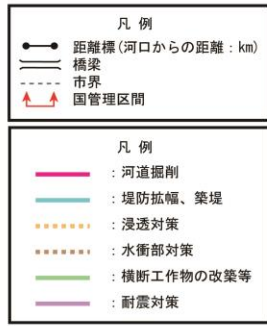 凡例
距離標(河口からの距離：km)
橋梁
市界
国管理区間
凡例
：河道掘削
：堤防拡幅、築堤
：浸透対策
：水衝部対策
：横断工作物の改築等
：耐震対策